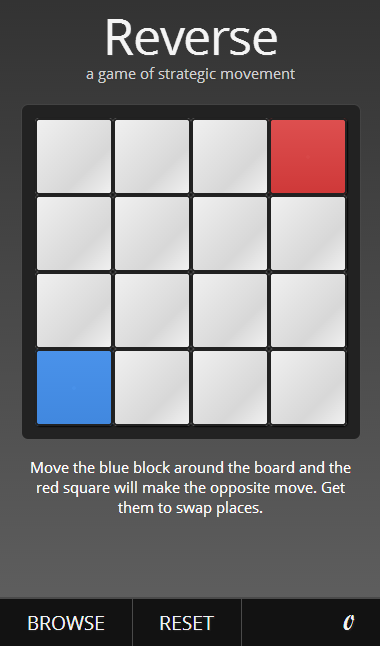 Reverse
a game of strategic movement
Move the blue block around the board and the
red square will make the opposite move. Get
them to swap places.
BROWSE RESET 0